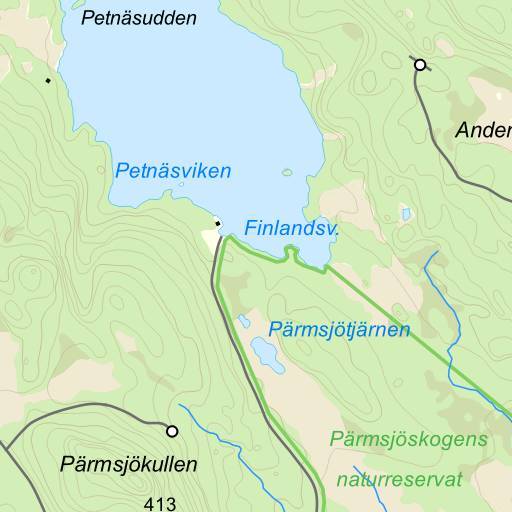 Petnäsudden
Ander
Petnäsviken
Finlandsv.
Pärmsjötjärnen
Pärmsjöskogens
naturreservat
Pärmsjökullen
413